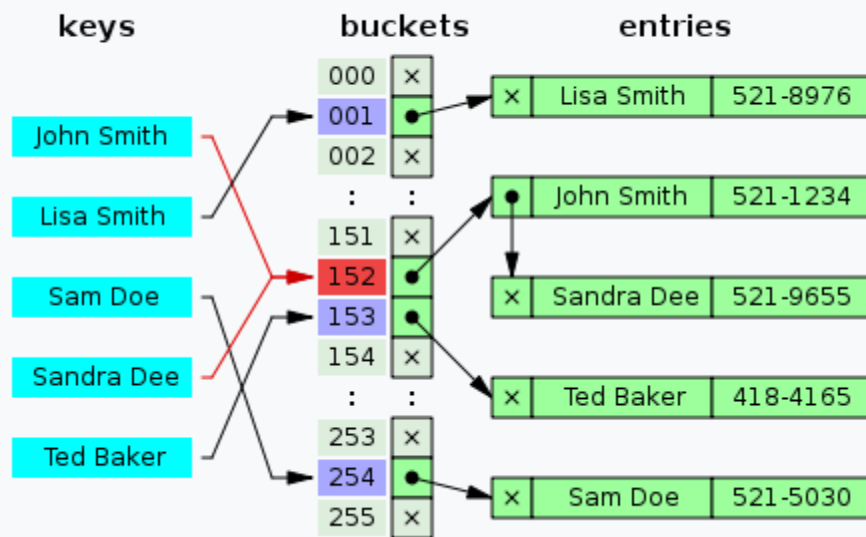 keys
buckets
entries
John Smith
Lisa Smith
Sam Doe
Sandra Dee
Ted Baker
000 ×
001
002 ×
: :
151 ×
152
153
154 ×
: :
253 ×
254
255 ×
× Lisa Smith 521-8976
John Smith 521-1234
× Sandra Dee 521-9655
× Ted Baker 418-4165
× Sam Doe 521-5030